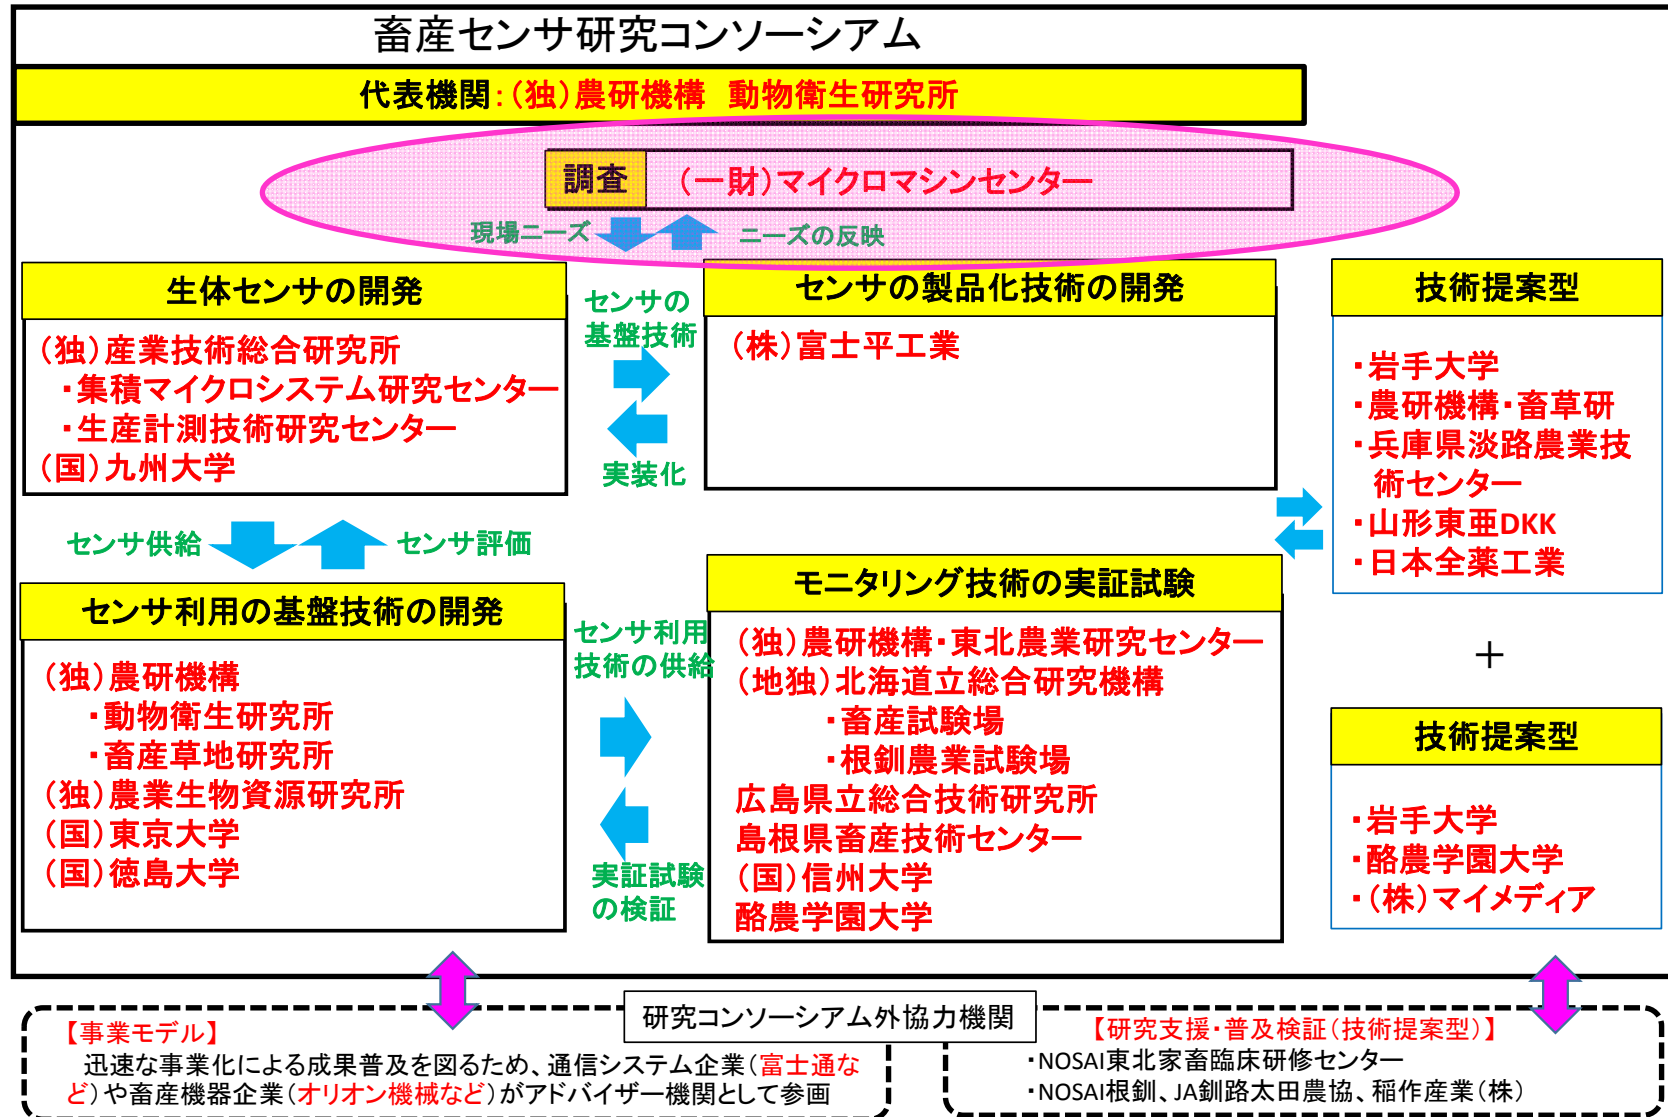 畜産センサ研究コンソーシアム
代表機関：（独）農研機構　動物衛生研究所
調査　（一財）マイクロマシンセンター
現場ニーズ　ニーズの反映
生体センサの開発
（独）産業技術総合研究所
・集積マイクロシステム研究センター
・生産計測技術研究センター
（国）九州大学
センサの
基盤技術
実装化
センサの製品化技術の開発
（株）富士平工業
技術提案型
・岩手大学
・農研機構・畜草研
・兵庫県淡路農業技
術センター
・山形東亜DKK
・日本全薬工業
センサ供給　センサ評価
センサ利用の基盤技術の開発
（独）農研機構
・動物衛生研究所
・畜産草地研究所
（独）農業生物資源研究所
（国）東京大学
（国）徳島大学
センサ利用
技術の供給
実証試験
の検証
モニタリング技術の実証試験
（独）農研機構・東北農業研究センター
（地独）北海道立総合研究機構
・畜産試験場
・根釧農業試験場
広島県立総合技術研究所
島根県畜産技術センター
（国）信州大学
酪農学園大学
＋
技術提案型
・岩手大学
・酪農学園大学
・（株）マイメディア
研究コンソーシアム外協力機関
【事業モデル】
迅速な事業化による成果普及を図るため、通信システム企業（富士通な
ど）や畜産機器企業（オリオン機械など）がアドバイザー機関として参画
【研究支援・普及検証（技術提案型）】
・NOSAI東北家畜臨床研修センター
・NOSAI根釧、JA釧路太田農協、稲作産業（株）